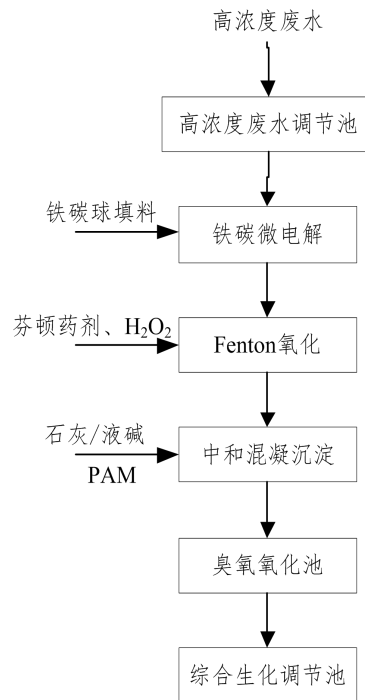 高浓度废水
高浓度废水调节池
铁碳球填料
铁碳微电解
芬顿药剂、H₂O₂
Fenton氧化
石灰/液碱
PAM
中和混凝沉淀
臭氧氧化池
综合生化调节池